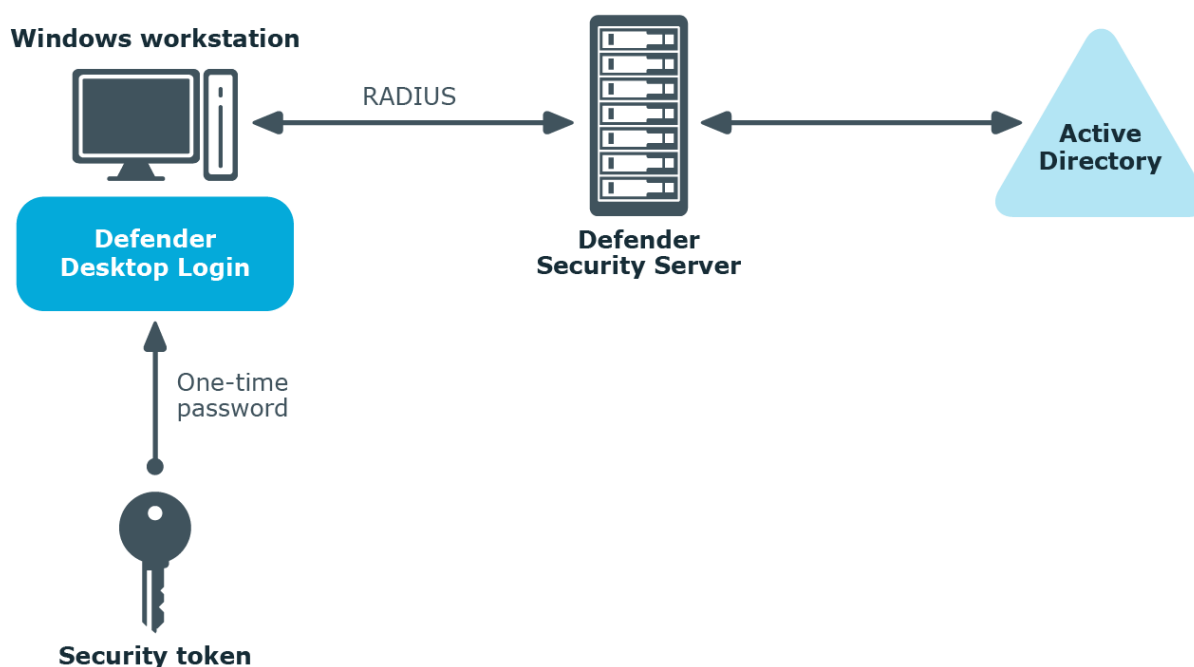 Windows workstation
RADIUS
Active
Directory
Defender
Desktop Login
Defender
Security Server
One-time
password
Security token